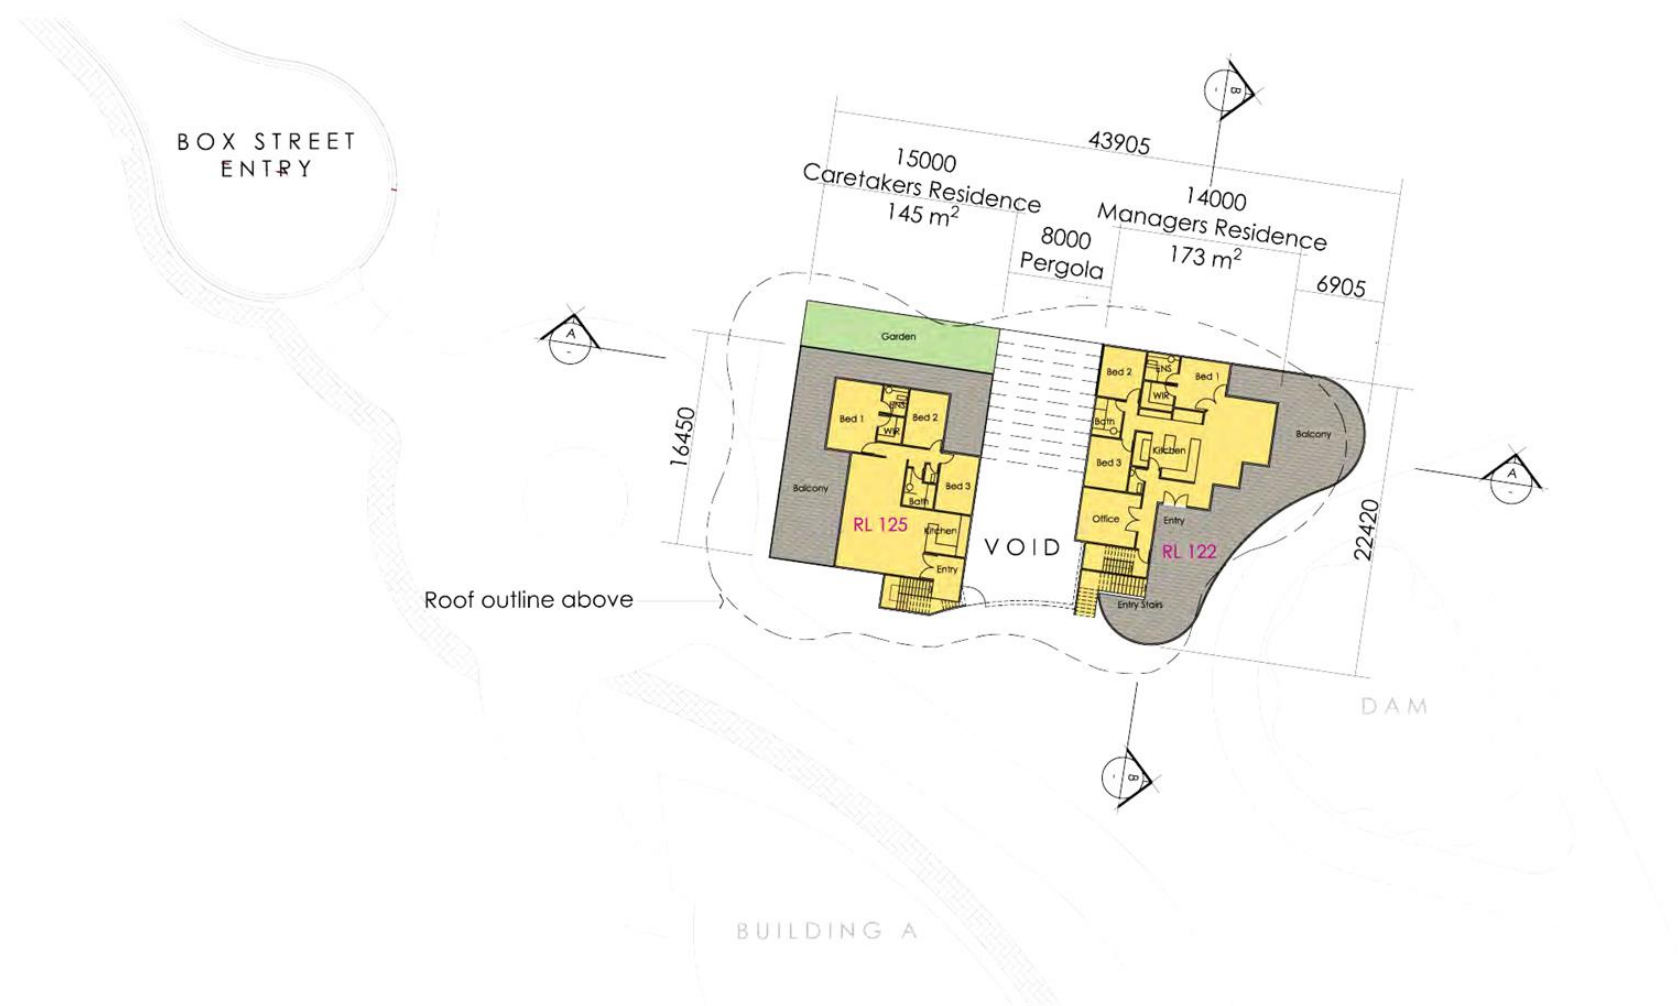 BOX STREET
ENTRY
B
43905
15000
Caretakers Residence
145 m²
14000
Managers Residence
173 m²
8000
Pergola
6905
A
Garden
Bed 1
ENS
WIR
Bed 2
Bed 3
Bath
Balcony
RL 125
Kitchen
Entry
16450
VOID
Bed 2
ENS
Bed 1
WIR
Bath
Kitchen
Bed 3
Balcony
Office
Entry
RL 122
Entry Stairs
A
22420
Roof outline above
DAM
B
BUILDING A